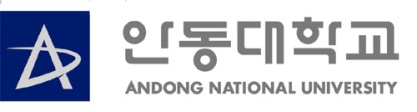 안동대학교
ANDONG NATIONAL UNIVERSITY